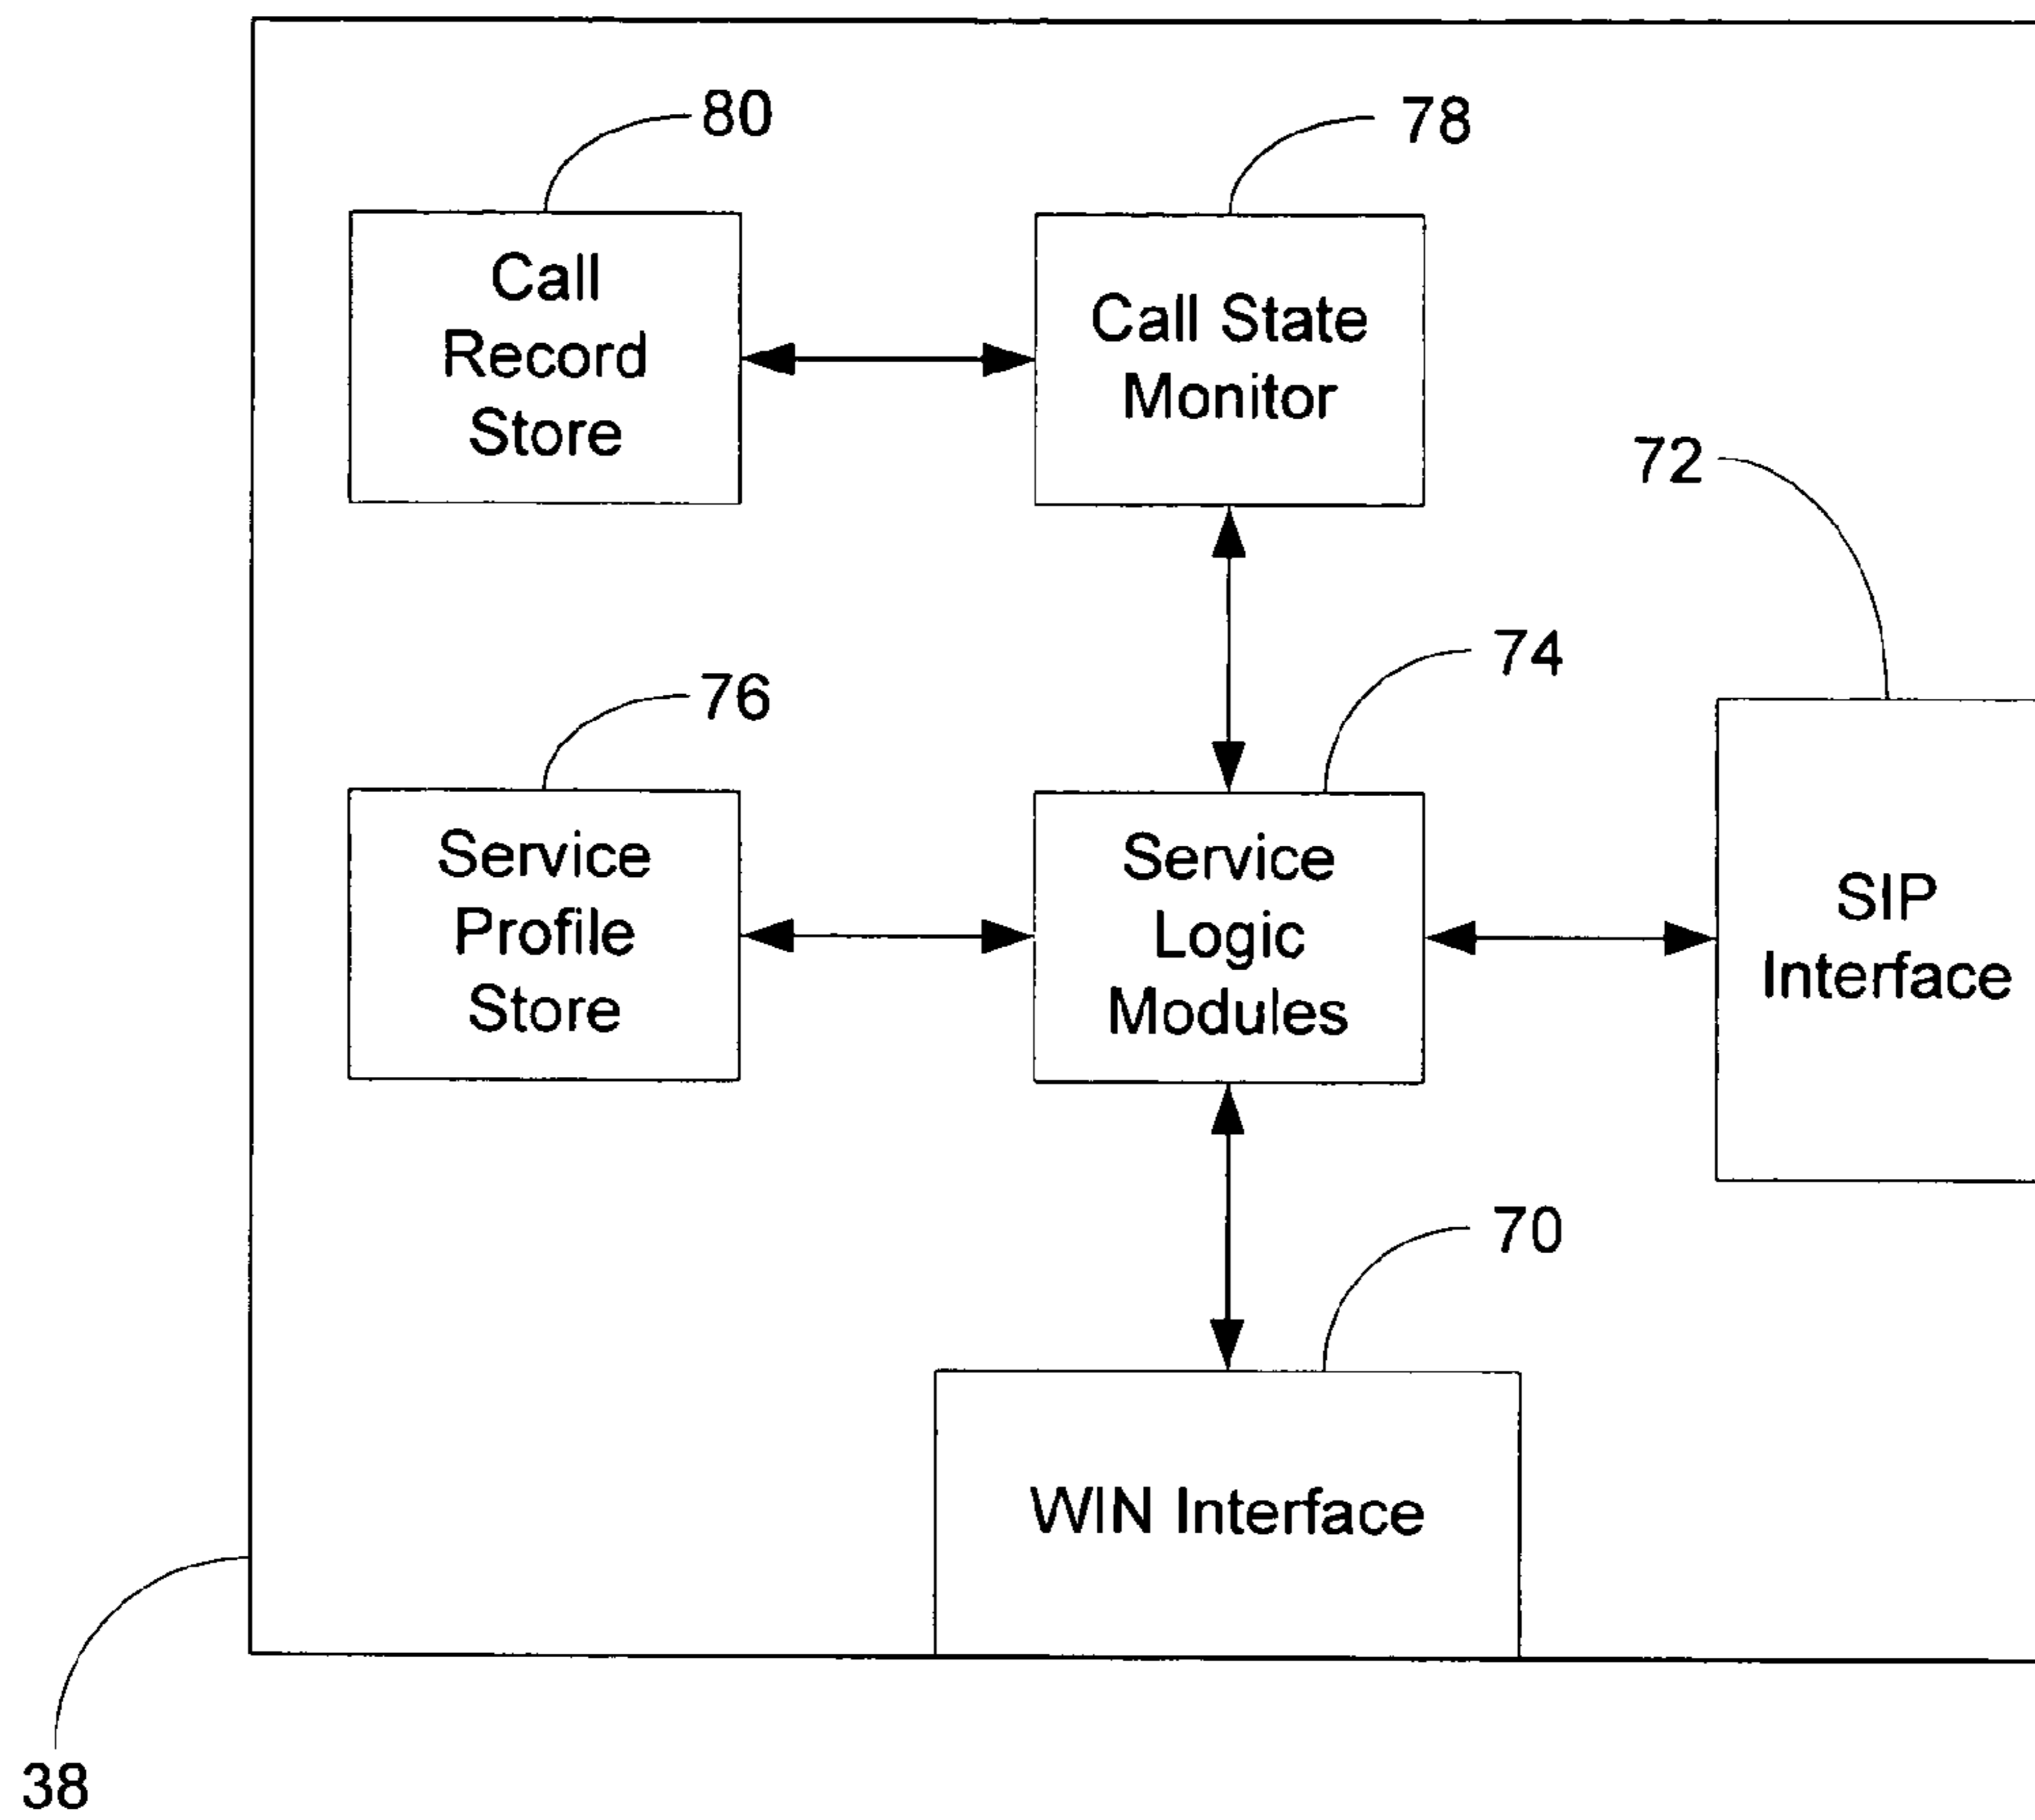 80
78
Call
Record
Store
Call State
Monitor
72
74
76
Service
Profile
Store
Service
Logic
Modules
SIP
Interface
70
WIN Interface
38